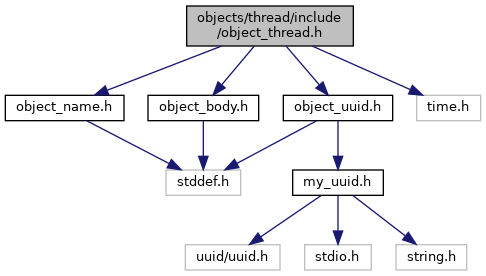 objects/thread/include
/object_thread.h
object_name.h
object_body.h
object_uuid.h
time.h
stddef.h
my_uuid.h
uuid/uuid.h
stdio.h
string.h